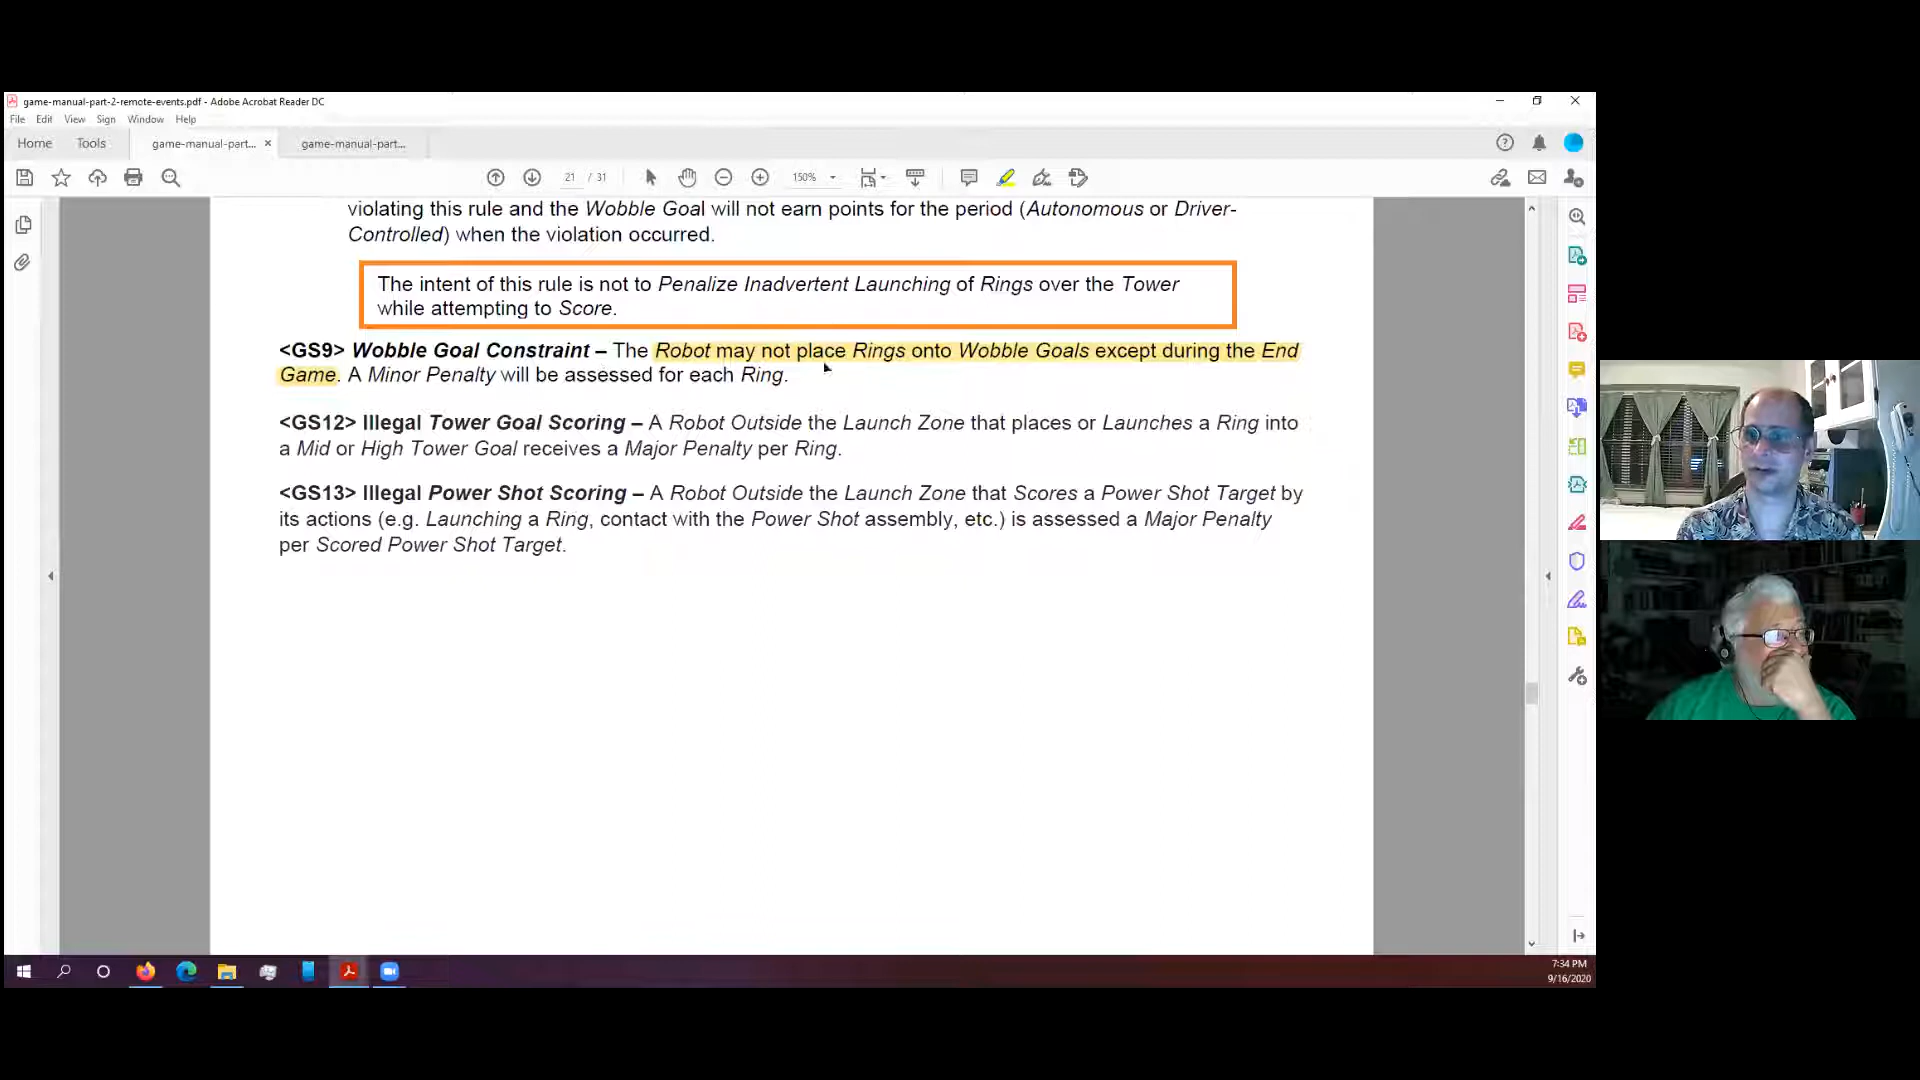 game-manual-part-2-remote-events.pdf - Adobe Acrobat Reader DC
File Edit View Sign Window Help
Home Tools game-manual-part... × game-manual-part...
21 / 31 150%
violating this rule and the Wobble Goal will not earn points for the period (Autonomous or Driver-
Controlled) when the violation occurred.
The intent of this rule is not to Penalize Inadvertent Launching of Rings over the Tower
while attempting to Score.
<GS9> Wobble Goal Constraint – The Robot may not place Rings onto Wobble Goals except during the End
Game. A Minor Penalty will be assessed for each Ring.
<GS12> Illegal Tower Goal Scoring – A Robot Outside the Launch Zone that places or Launches a Ring into
a Mid or High Tower Goal receives a Major Penalty per Ring.
<GS13> Illegal Power Shot Scoring – A Robot Outside the Launch Zone that Scores a Power Shot Target by
its actions (e.g. Launching a Ring, contact with the Power Shot assembly, etc.) is assessed a Major Penalty
per Scored Power Shot Target.
7:34 PM
9/16/2020